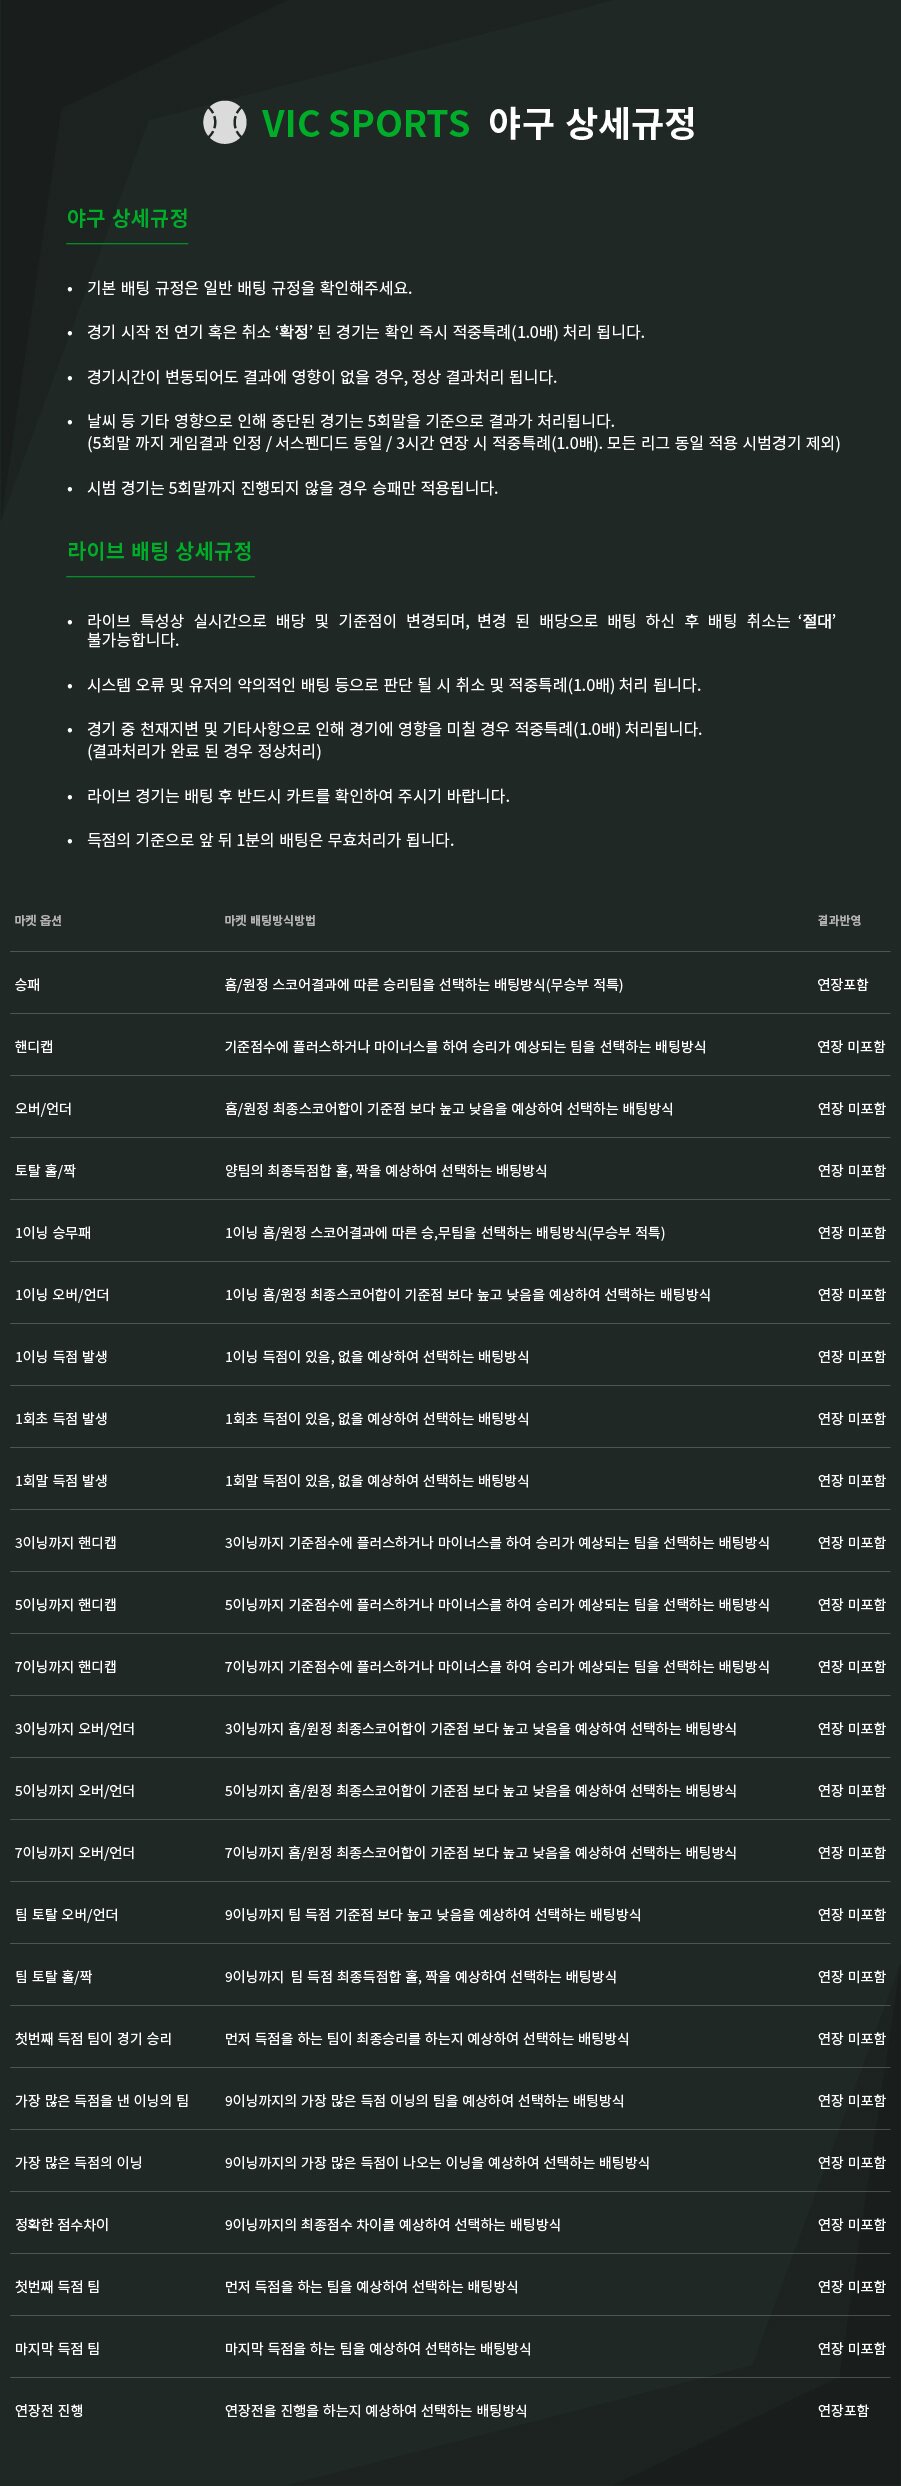 VIC SPORTS 야구 상세규정
야구 상세규정
• 기본 배팅 규정은 일반 배팅 규정을 확인해주세요.
• 경기 시작 전 연기 혹은 취소 ‘확정’ 된 경기는 확인 즉시 적중특례(1.0배) 처리 됩니다.
• 경기시간이 변동되어도 결과에 영향이 없을 경우, 정상 결과처리 됩니다.
• 날씨 등 기타 영향으로 인해 중단된 경기는 5회말을 기준으로 결과가 처리됩니다.
(5회말 까지 게임결과 인정 / 서스펜디드 동일 / 3시간 연장 시 적중특례(1.0배). 모든 리그 동일 적용 시범경기 제외)
• 시범 경기는 5회말까지 진행되지 않을 경우 승패만 적용됩니다.
라이브 배팅 상세규정
• 라이브 특성상 실시간으로 배당 및 기준점이 변경되며, 변경 된 배당으로 배팅 하신 후 배팅 취소는 ‘절대’
불가능합니다.
• 시스템 오류 및 유저의 악의적인 배팅 등으로 판단 될 시 취소 및 적중특례(1.0배) 처리 됩니다.
• 경기 중 천재지변 및 기타사항으로 인해 경기에 영향을 미칠 경우 적중특례(1.0배) 처리됩니다.
(결과처리가 완료 된 경우 정상처리)
• 라이브 경기는 배팅 후 반드시 카트를 확인하여 주시기 바랍니다.
• 득점의 기준으로 앞 뒤 1분의 배팅은 무효처리가 됩니다.
마켓 옵션 마켓 배팅방식방법 결과반영
승패 홈/원정 스코어결과에 따른 승리팀을 선택하는 배팅방식(무승부 적특) 연장포함
핸디캡 기준점수에 플러스하거나 마이너스를 하여 승리가 예상되는 팀을 선택하는 배팅방식 연장 미포함
오버/언더 홈/원정 최종스코어합이 기준점 보다 높고 낮음을 예상하여 선택하는 배팅방식 연장 미포함
토탈 홀/짝 양팀의 최종득점합 홀, 짝을 예상하여 선택하는 배팅방식 연장 미포함
1이닝 승무패 1이닝 홈/원정 스코어결과에 따른 승,무팀을 선택하는 배팅방식(무승부 적특) 연장 미포함
1이닝 오버/언더 1이닝 홈/원정 최종스코어합이 기준점 보다 높고 낮음을 예상하여 선택하는 배팅방식 연장 미포함
1이닝 득점 발생 1이닝 득점이 있음, 없을 예상하여 선택하는 배팅방식 연장 미포함
1회초 득점 발생 1회초 득점이 있음, 없을 예상하여 선택하는 배팅방식 연장 미포함
1회말 득점 발생 1회말 득점이 있음, 없을 예상하여 선택하는 배팅방식 연장 미포함
3이닝까지 핸디캡 3이닝까지 기준점수에 플러스하거나 마이너스를 하여 승리가 예상되는 팀을 선택하는 배팅방식 연장 미포함
5이닝까지 핸디캡 5이닝까지 기준점수에 플러스하거나 마이너스를 하여 승리가 예상되는 팀을 선택하는 배팅방식 연장 미포함
7이닝까지 핸디캡 7이닝까지 기준점수에 플러스하거나 마이너스를 하여 승리가 예상되는 팀을 선택하는 배팅방식 연장 미포함
3이닝까지 오버/언더 3이닝까지 홈/원정 최종스코어합이 기준점 보다 높고 낮음을 예상하여 선택하는 배팅방식 연장 미포함
5이닝까지 오버/언더 5이닝까지 홈/원정 최종스코어합이 기준점 보다 높고 낮음을 예상하여 선택하는 배팅방식 연장 미포함
7이닝까지 오버/언더 7이닝까지 홈/원정 최종스코어합이 기준점 보다 높고 낮음을 예상하여 선택하는 배팅방식 연장 미포함
팀 토탈 오버/언더 9이닝까지 팀 득점 기준점 보다 높고 낮음을 예상하여 선택하는 배팅방식 연장 미포함
팀 토탈 홀/짝 9이닝까지 팀 득점 최종득점합 홀, 짝을 예상하여 선택하는 배팅방식 연장 미포함
첫번째 득점 팀이 경기 승리 먼저 득점을 하는 팀이 최종승리를 하는지 예상하여 선택하는 배팅방식 연장 미포함
가장 많은 득점을 낸 이닝의 팀 9이닝까지의 가장 많은 득점 이닝의 팀을 예상하여 선택하는 배팅방식 연장 미포함
가장 많은 득점의 이닝 9이닝까지의 가장 많은 득점이 나오는 이닝을 예상하여 선택하는 배팅방식 연장 미포함
정확한 점수차이 9이닝까지의 최종점수 차이를 예상하여 선택하는 배팅방식 연장 미포함
첫번째 득점 팀 먼저 득점을 하는 팀을 예상하여 선택하는 배팅방식 연장 미포함
마지막 득점 팀 마지막 득점을 하는 팀을 예상하여 선택하는 배팅방식 연장 미포함
연장전 진행 연장전을 진행을 하는지 예상하여 선택하는 배팅방식 연장포함